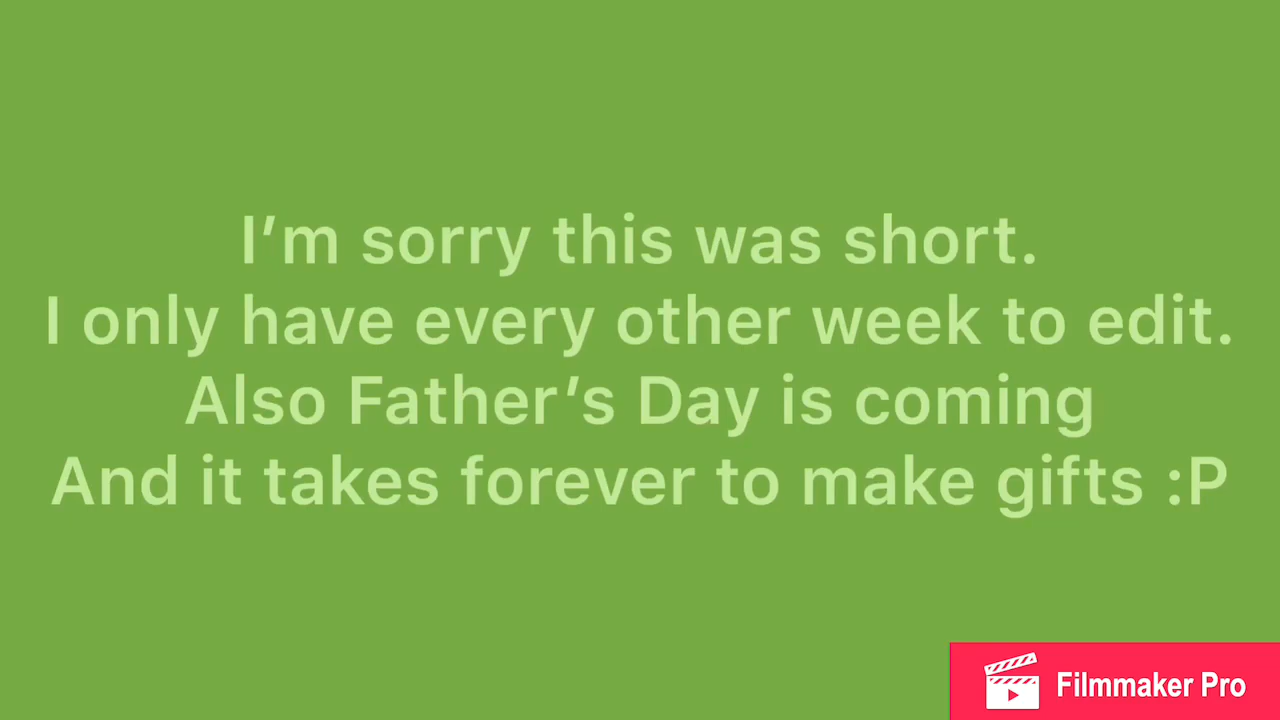 I’m sorry this was short.
I only have every other week to edit.
Also Father’s Day is coming
And it takes forever to make gifts :P
Filmmaker Pro